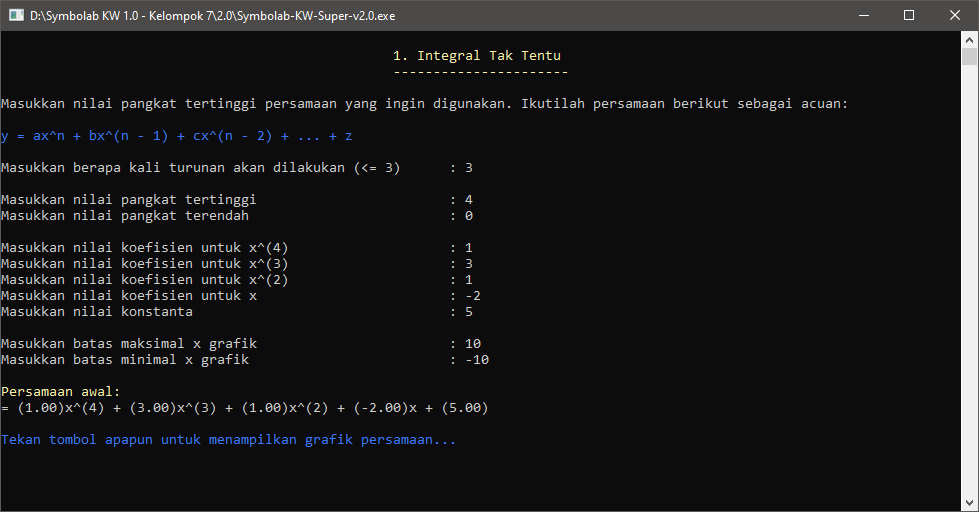 D:\Symbolab KW 1.0 - Kelompok 7\2.0\Symbolab-KW-Super-v2.0.exe
1. Integral Tak Tentu
----------------------
Masukkan nilai pangkat tertinggi persamaan yang ingin digunakan. Ikutilah persamaan berikut sebagai acuan:
y = ax^n + bx^(n - 1) + cx^(n - 2) + ... + z
Masukkan berapa kali turunan akan dilakukan (<= 3) : 3
Masukkan nilai pangkat tertinggi : 4
Masukkan nilai pangkat terendah : 0
Masukkan nilai koefisien untuk x^(4) : 1
Masukkan nilai koefisien untuk x^(3) : 3
Masukkan nilai koefisien untuk x^(2) : 1
Masukkan nilai koefisien untuk x : -2
Masukkan nilai konstanta : 5
Masukkan batas maksimal x grafik : 10
Masukkan batas minimal x grafik : -10
Persamaan awal:
= (1.00)x^(4) + (3.00)x^(3) + (1.00)x^(2) + (-2.00)x + (5.00)
Tekan tombol apapun untuk menampilkan grafik persamaan...